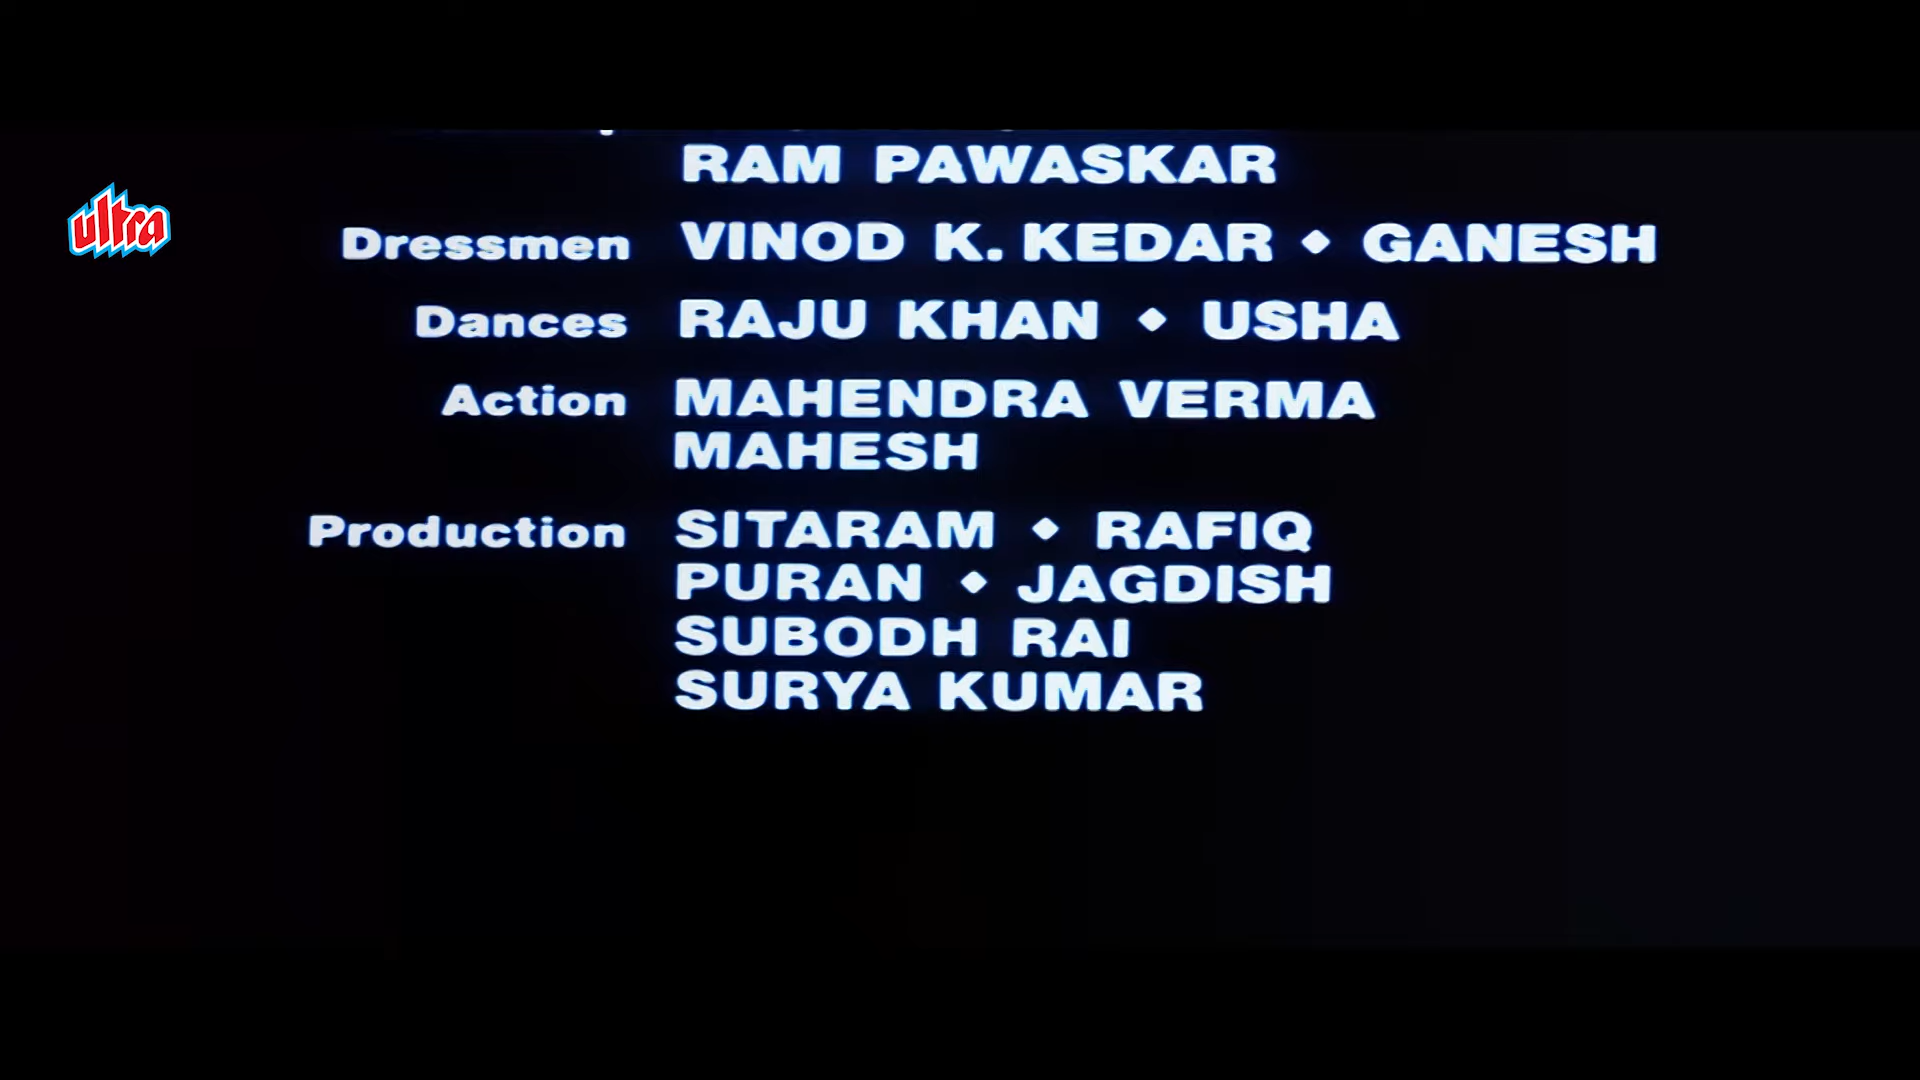 RAM PAWASKAR
ultra
Dressmen VINOD K. KEDAR ◆ GANESH
Dances RAJU KHAN ◆ USHA
Action MAHENDRA VERMA
MAHESH
Production SITARAM ◆ RAFIQ
PURAN ◆ JAGDISH
SUBODH RAI
SURYA KUMAR